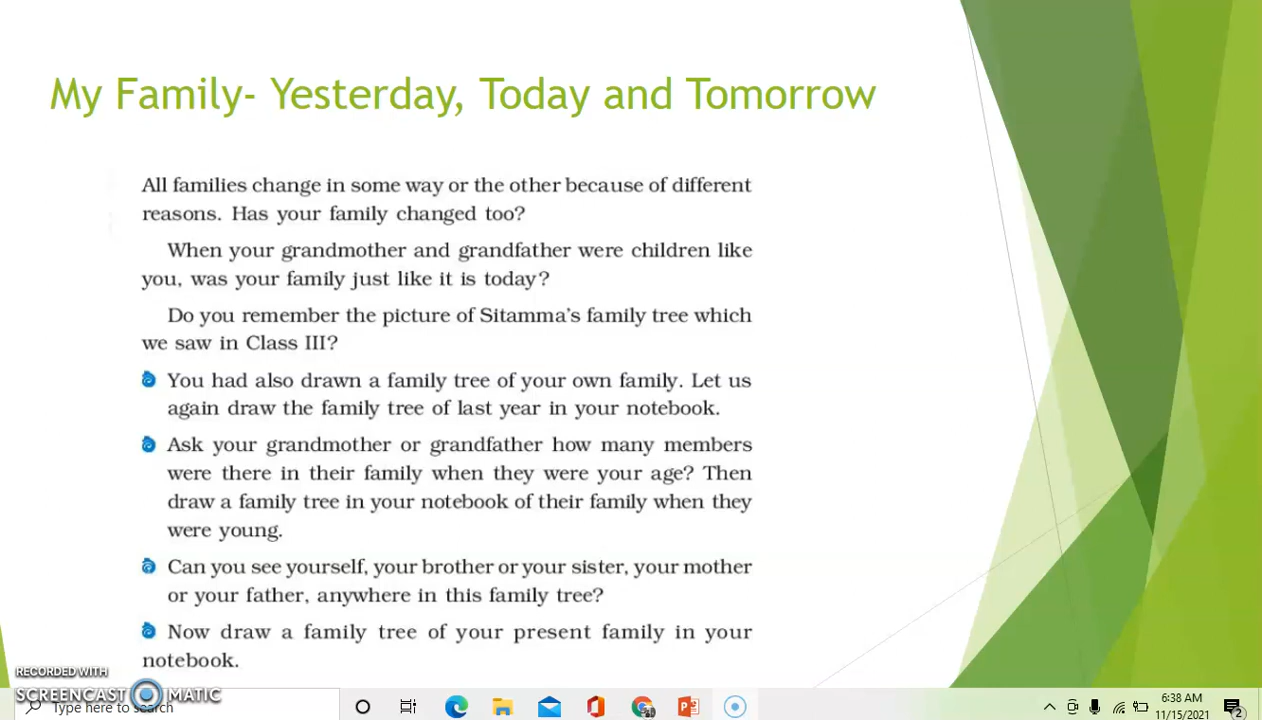 My Family- Yesterday, Today and Tomorrow
All families change in some way or the other because of different
reasons. Has your family changed too?
When your grandmother and grandfather were children like
you, was your family just like it is today?
Do you remember the picture of Sitamma's family tree which
we saw in Class III?
You had also drawn a family tree of your own family. Let us
again draw the family tree of last year in your notebook.
Ask your grandmother or grandfather how many members
were there in their family when they were your age? Then
draw a family tree in your notebook of their family when they
were young.
Can you see yourself, your brother or your sister, your mother
or your father, anywhere in this family tree?
Now draw a family tree of your present family in your
notebook.
RECORDED WITH
SCREENCAST MATIC
Type here to search
6:38 AM
11/15/2021
2